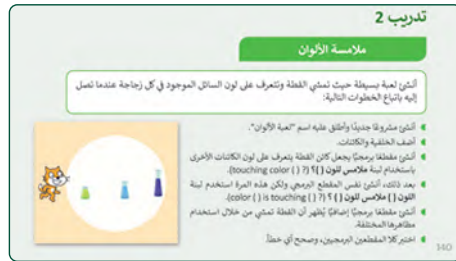 تدريب 2
ملامسة الألوان
أنشئ لعبة بسيطة حيث تمشي القطة وتتعرف على لون السائل الموجود في كل زجاجة عندما تصل
إليه باتباع الخطوات التالية:
أنشئ مشروعًا جديدًا وأطلق عليه اسم "لعبة الألوان".
أضف الخلفية والكائنات.
أنشئ مقطعا برمجيًا يجعل كائن القطة يتعرف على لون الكائنات الأخرى
باستخدام لبنة ملامس للون ( )؟ (? ( ) touching color).
بعد ذلك، أنشئ نفس المقطع البرمجي ولكن هذه المرة استخدم لبنة
اللون ( ) ملامس للون ( ) ؟ (? ( ) color ( ) is touching).
أنشئ مقطعًا برمجيًا إضافيًا يُظهر أن القطة تمشي من خلال استخدام
مظاهرها المختلفة.
اختبر كلا المقطعين البرمجيين، وصحح أي خطأ.
140